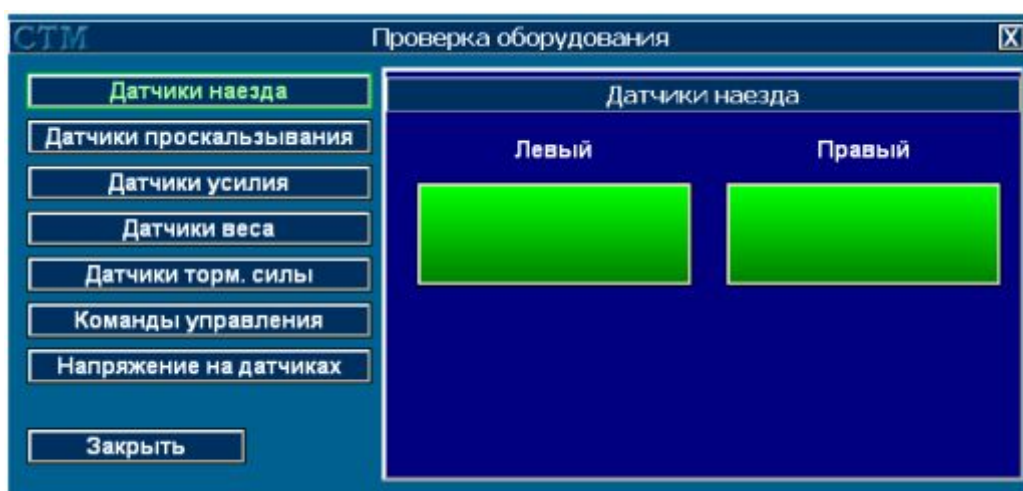 СТМ
Проверка оборудования
X
Датчики наезда
Датчики проскальзывания
Датчики усилия
Датчики веса
Датчики торм. силы
Команды управления
Напряжение на датчиках
Закрыть
Датчики наезда
Левый Правый